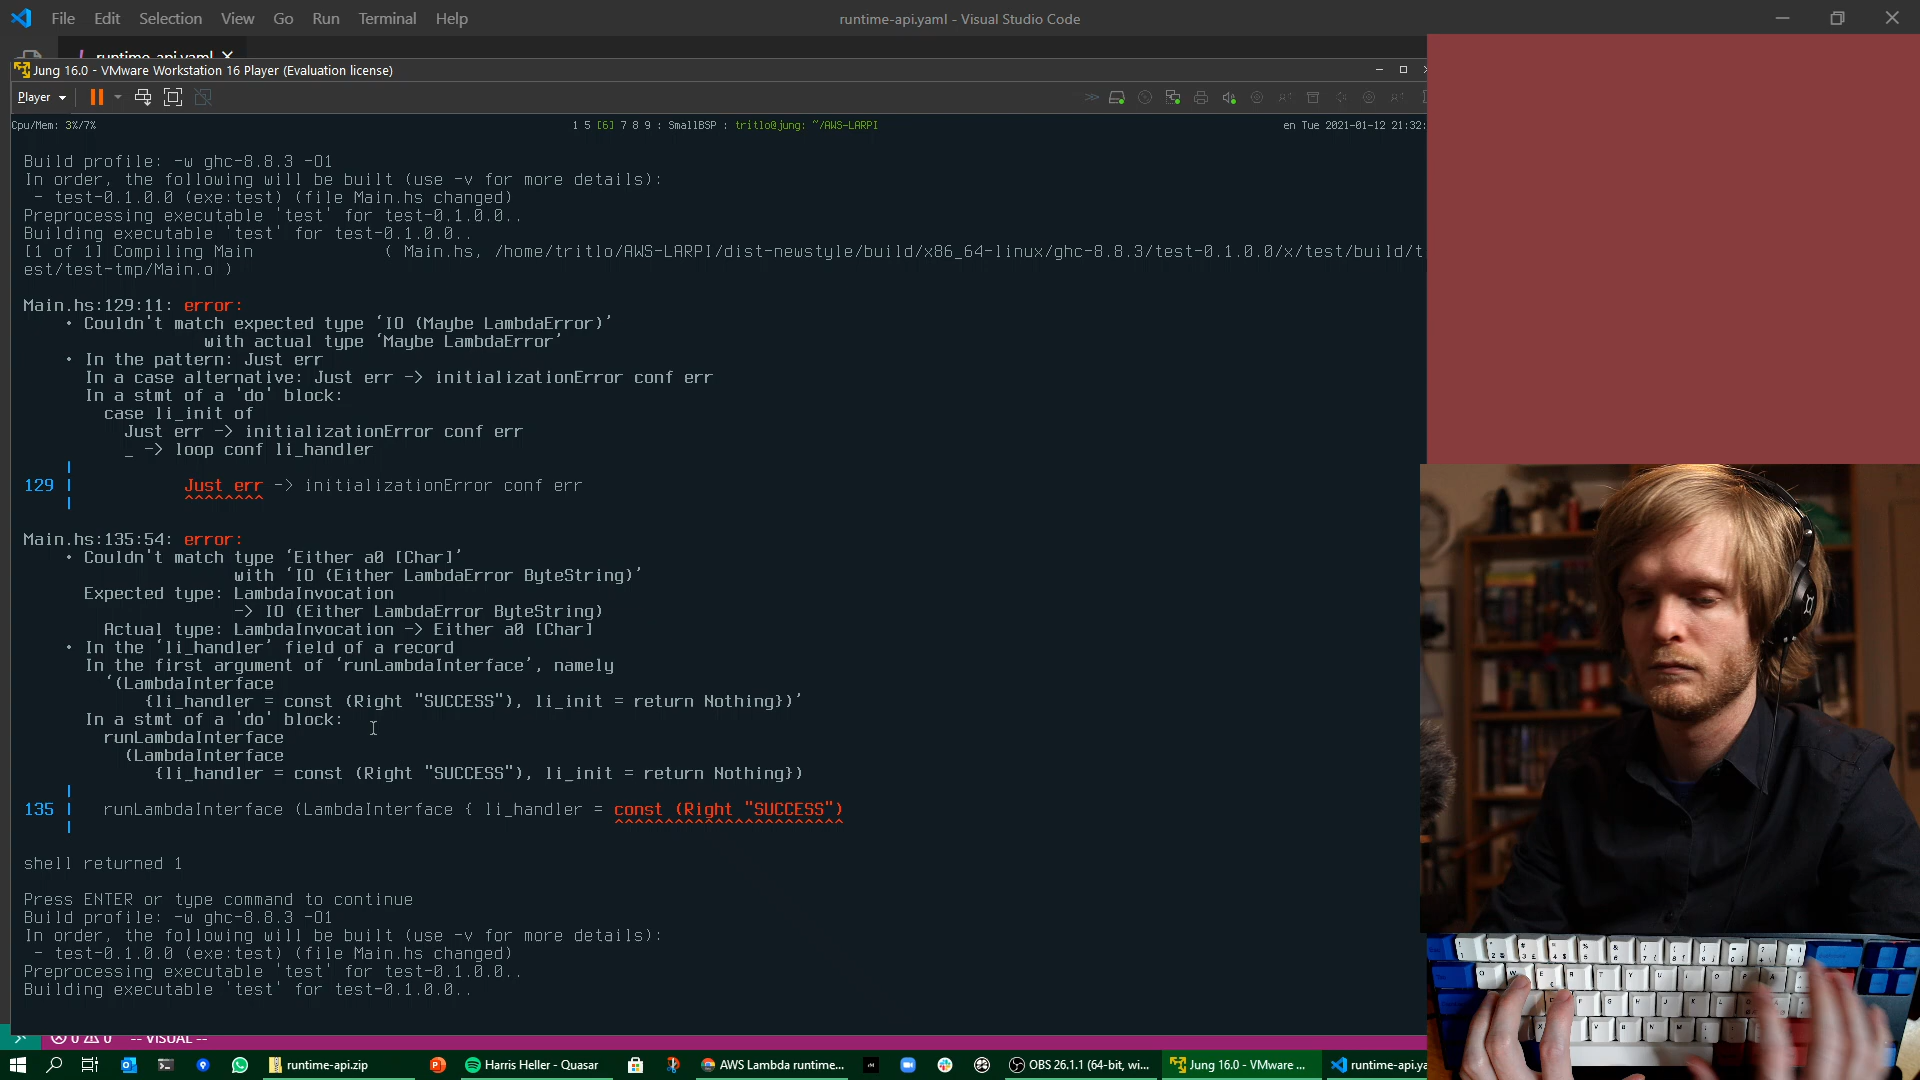 File Edit Selection View Go Run Terminal Help
runtime-api.yaml - Visual Studio Code
runtime-api.yaml
Jung 16.0 - VMware Workstation 16 Player (Evaluation license)
Player
Cpu/Mem: 3%/7%
1 5 [6] 7 8 9 : SmallBSP : tritlo@jung: ~/AWS-LARPI
en Tue 2021-01-12 21:32:
Build profile: -w ghc-8.8.3 -O1
In order, the following will be built (use -v for more details):
- test-0.1.0.0 (exe:test) (file Main.hs changed)
Preprocessing executable 'test' for test-0.1.0.0..
Building executable 'test' for test-0.1.0.0..
[1 of 1] Compiling Main ( Main.hs, /home/tritlo/AWS-LARPI/dist-newstyle/build/x86_64-linux/ghc-8.8.3/test-0.1.0.0/x/test/build/t
est/test-tmp/Main.o )
Main.hs:129:11: error:
• Couldn't match expected type ‘IO (Maybe LambdaError)’
with actual type ‘Maybe LambdaError’
• In the pattern: Just err
In a case alternative: Just err -> initializationError conf err
In a stmt of a 'do' block:
case li_init of
Just err -> initializationError conf err
_ -> loop conf li_handler
|
129 | Just err -> initializationError conf err
| ^^^^^^^^
Main.hs:135:54: error:
• Couldn't match type ‘Either a0 [Char]’
with ‘IO (Either LambdaError ByteString)’
Expected type: LambdaInvocation
-> IO (Either LambdaError ByteString)
Actual type: LambdaInvocation -> Either a0 [Char]
• In the ‘li_handler’ field of a record
In the first argument of ‘runLambdaInterface’, namely
‘(LambdaInterface
{li_handler = const (Right "SUCCESS"), li_init = return Nothing})’
In a stmt of a 'do' block:
runLambdaInterface
(LambdaInterface
{li_handler = const (Right "SUCCESS"), li_init = return Nothing})
|
135 | runLambdaInterface (LambdaInterface { li_handler = const (Right "SUCCESS")
| ^^^^^^^^^^^^^^^^^^^^^^^
shell returned 1
Press ENTER or type command to continue
Build profile: -w ghc-8.8.3 -O1
In order, the following will be built (use -v for more details):
- test-0.1.0.0 (exe:test) (file Main.hs changed)
Preprocessing executable 'test' for test-0.1.0.0..
Building executable 'test' for test-0.1.0.0..
0 0 -- VISUAL --
runtime-api.zip
Harris Heller - Quasar
AWS Lambda runtime...
OBS 26.1.1 (64-bit, wi...
Jung 16.0 - VMware ...
runtime-api.ya